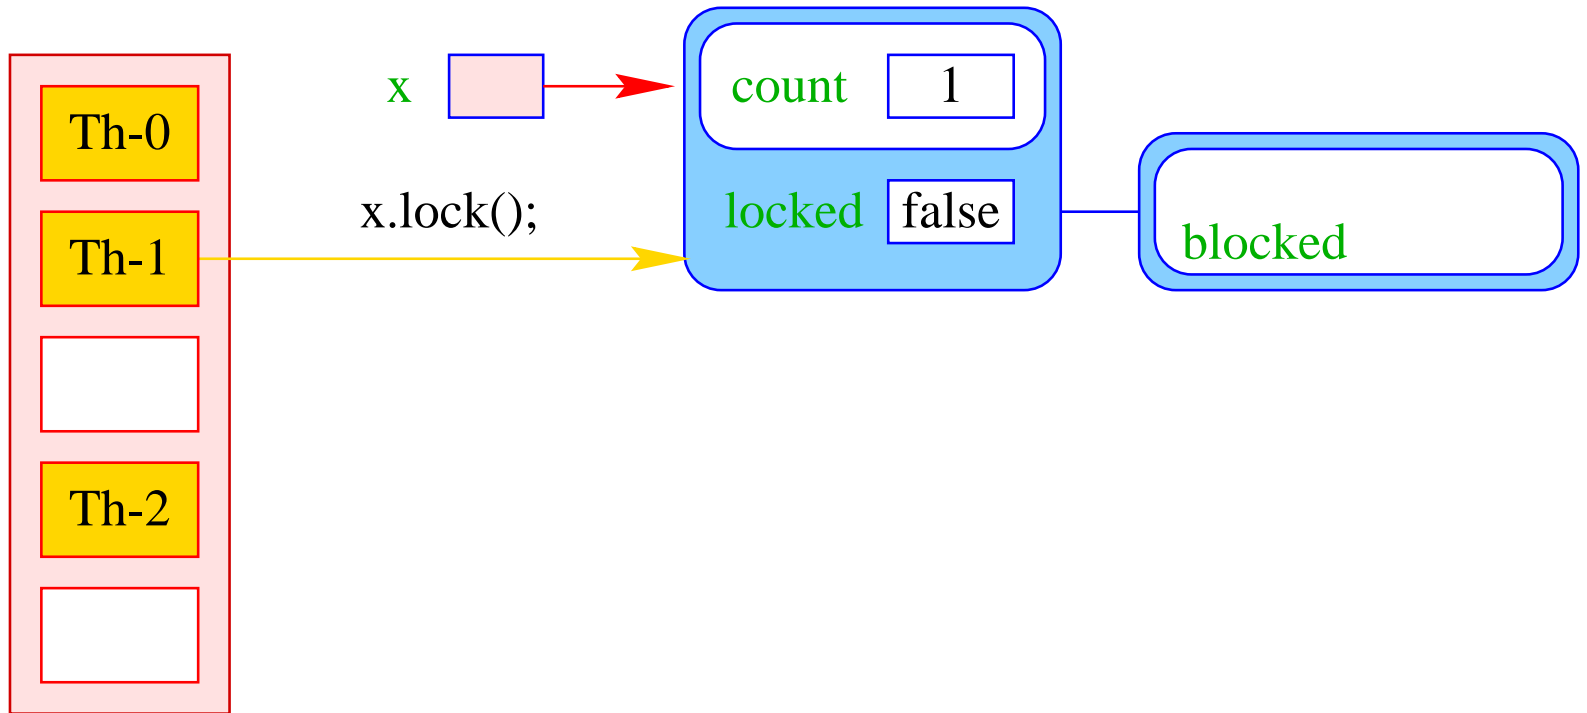 Th-0
Th-1
Th-2
x
x.lock();
count 1
locked false
blocked